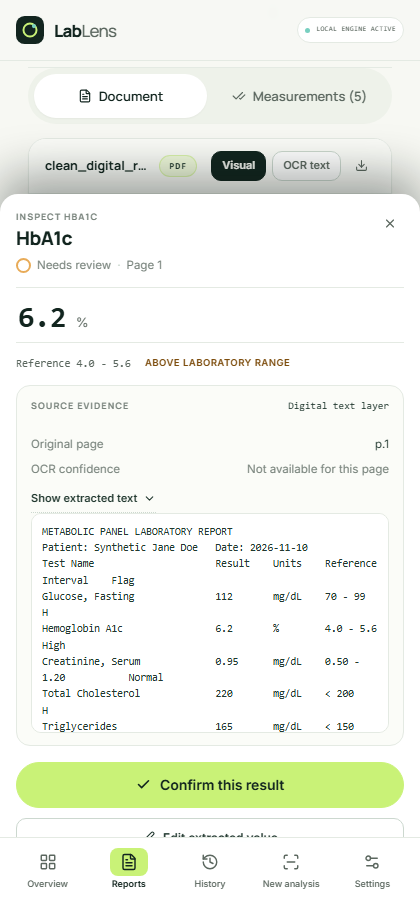 LabLens
LOCAL ENGINE ACTIVE
Document
Measurements (5)
clean_digital_r...
PDF
Visual
OCR text
INSPECT HBA1C
HbA1c
Needs review · Page 1
6.2 %
Reference 4.0 - 5.6 ABOVE LABORATORY RANGE
SOURCE EVIDENCE Digital text layer
Original page p.1
OCR confidence Not available for this page
Show extracted text
METABOLIC PANEL LABORATORY REPORT
Patient: Synthetic Jane Doe Date: 2026-11-10
Test Name Result Units Reference
Interval Flag
Glucose, Fasting 112 mg/dL 70 - 99
H
Hemoglobin A1c 6.2 % 4.0 - 5.6
High
Creatinine, Serum 0.95 mg/dL 0.50 -
1.20 Normal
Total Cholesterol 220 mg/dL < 200
H
Triglycerides 165 mg/dL < 150
Confirm this result
Edit extracted value
Overview
Reports
History
New analysis
Settings